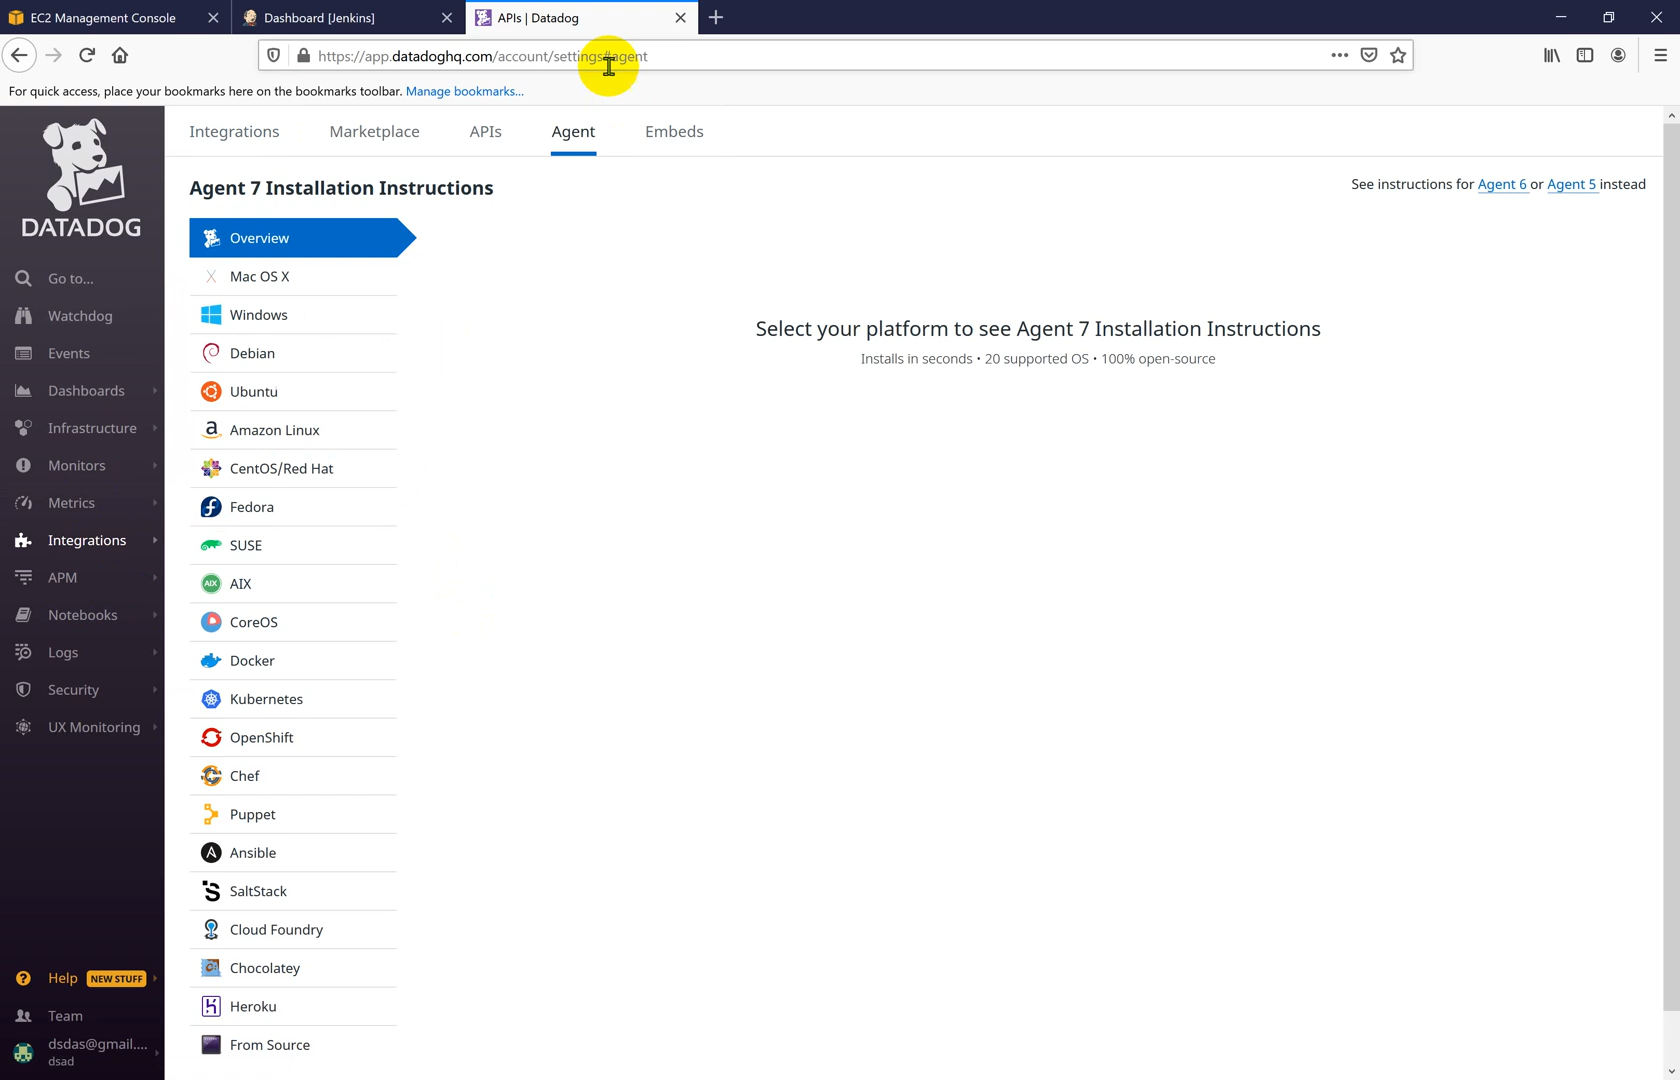 EC2 Management Console
Dashboard [Jenkins]
APIs | Datadog
https://app.datadoghq.com/account/settings#agent
For quick access, place your bookmarks here on the bookmarks toolbar. Manage bookmarks...
DATADOG
Go to...
Watchdog
Events
Dashboards
Infrastructure
Monitors
Metrics
Integrations
APM
Notebooks
Logs
Security
UX Monitoring
Help NEW STUFF
Team
dsdas@gmail....
dsad
Integrations
Marketplace
APIs
Agent
Embeds
Agent 7 Installation Instructions
See instructions for Agent 6 or Agent 5 instead
Overview
Mac OS X
Windows
Debian
Ubuntu
Amazon Linux
CentOS/Red Hat
Fedora
SUSE
AIX
CoreOS
Docker
Kubernetes
OpenShift
Chef
Puppet
Ansible
SaltStack
Cloud Foundry
Chocolatey
Heroku
From Source
Select your platform to see Agent 7 Installation Instructions
Installs in seconds • 20 supported OS • 100% open-source